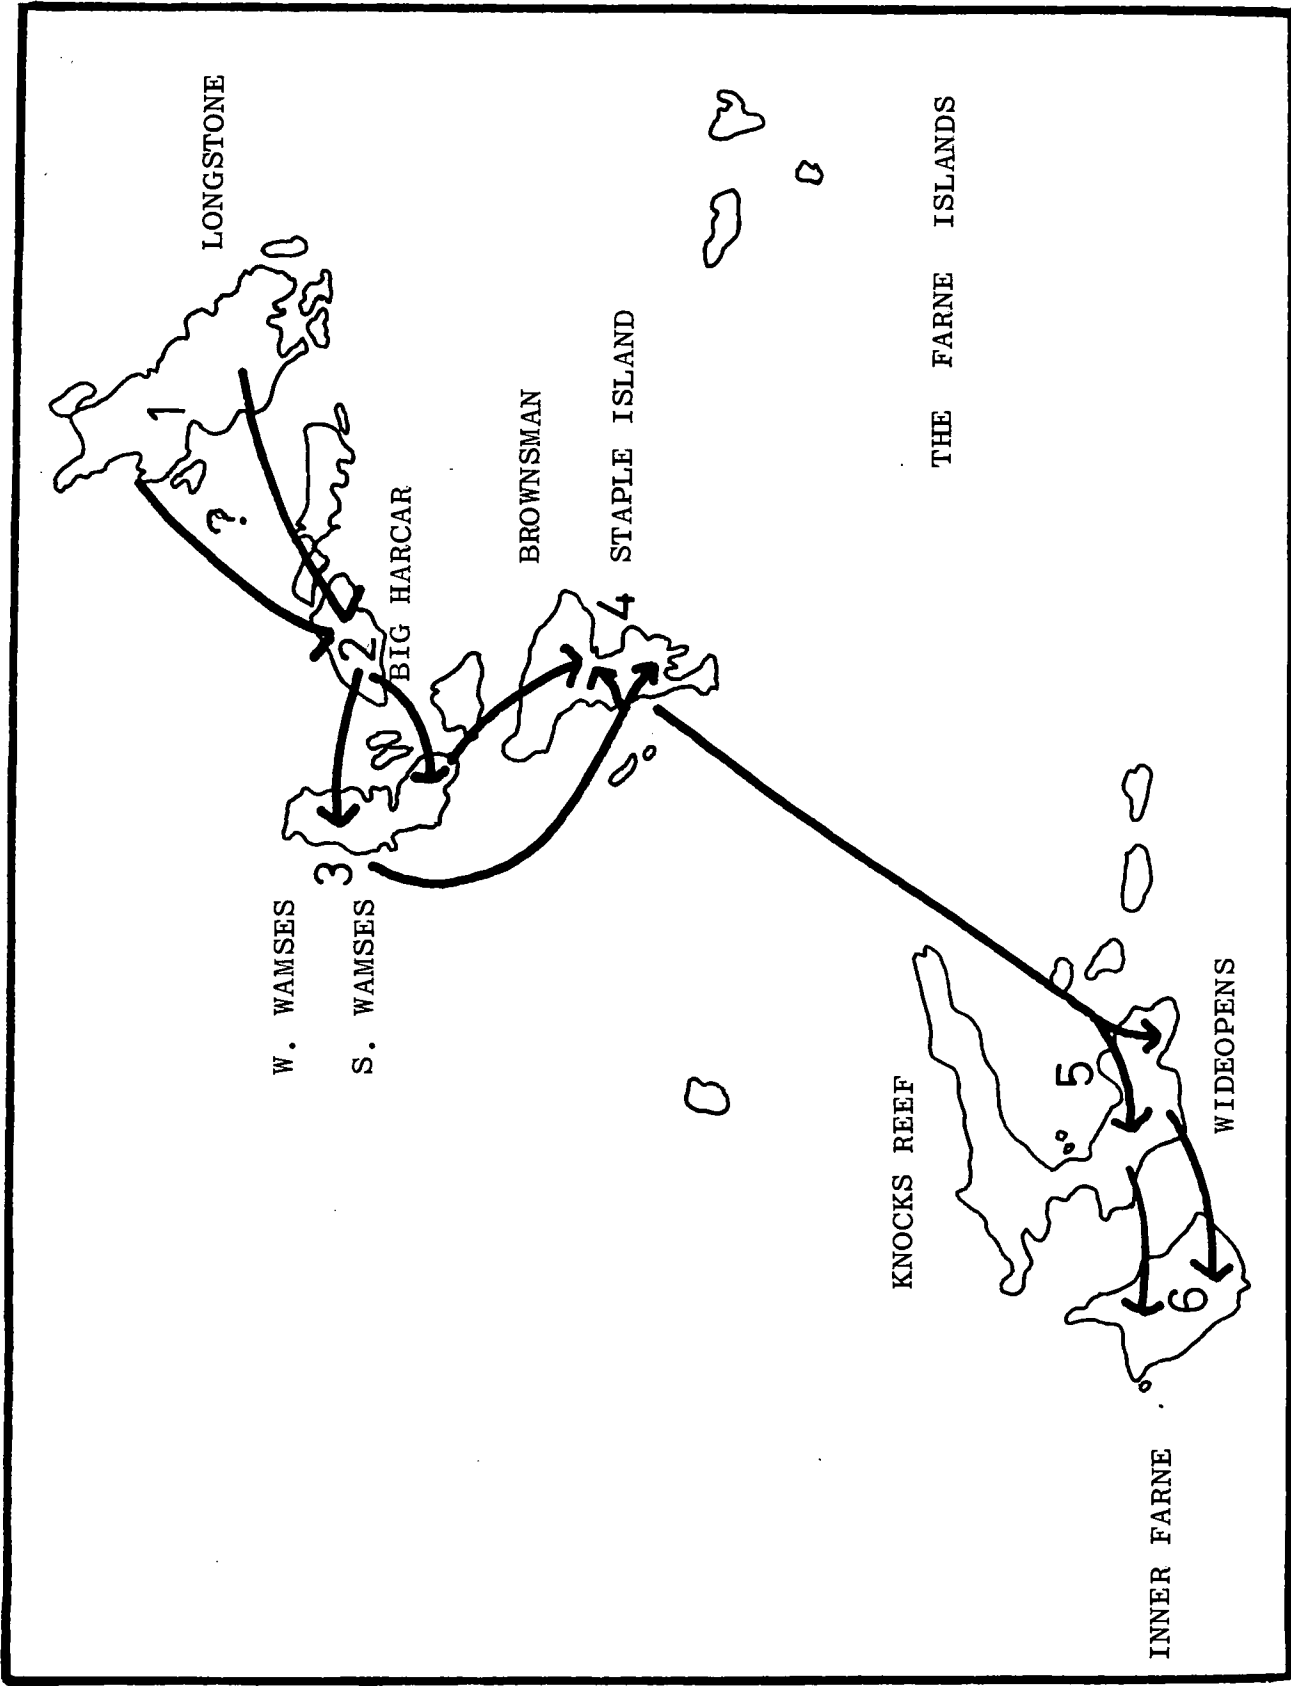 LONGSTONE
1
?
2
BIG HARCAR
W. WAMSES
3
S. WAMSES
BROWNSMAN
4
STAPLE ISLAND
THE FARNE ISLANDS
KNOCKS REEF
5
WIDEOPENS
6
INNER FARNE